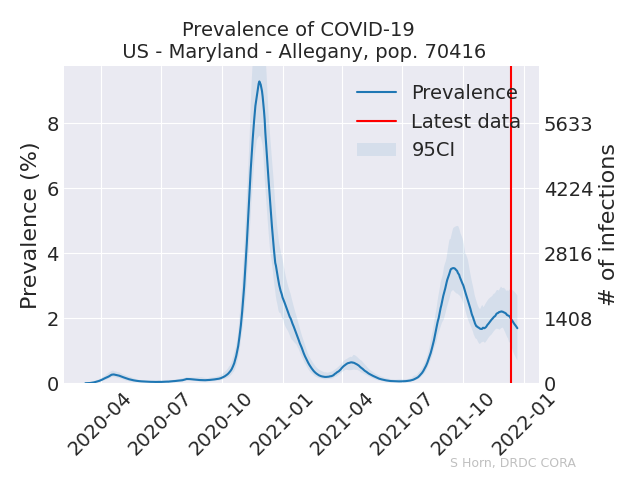 Prevalence of COVID-19
US - Maryland - Allegany, pop. 70416
Prevalence
Latest data
95CI
Prevalence (%)
8
6
4
2
0
5633
4224
2816
1408
0
# of infections
2020-04
2020-07
2020-10
2021-01
2021-04
2021-07
2021-10
2022-01
S Horn, DRDC CORA